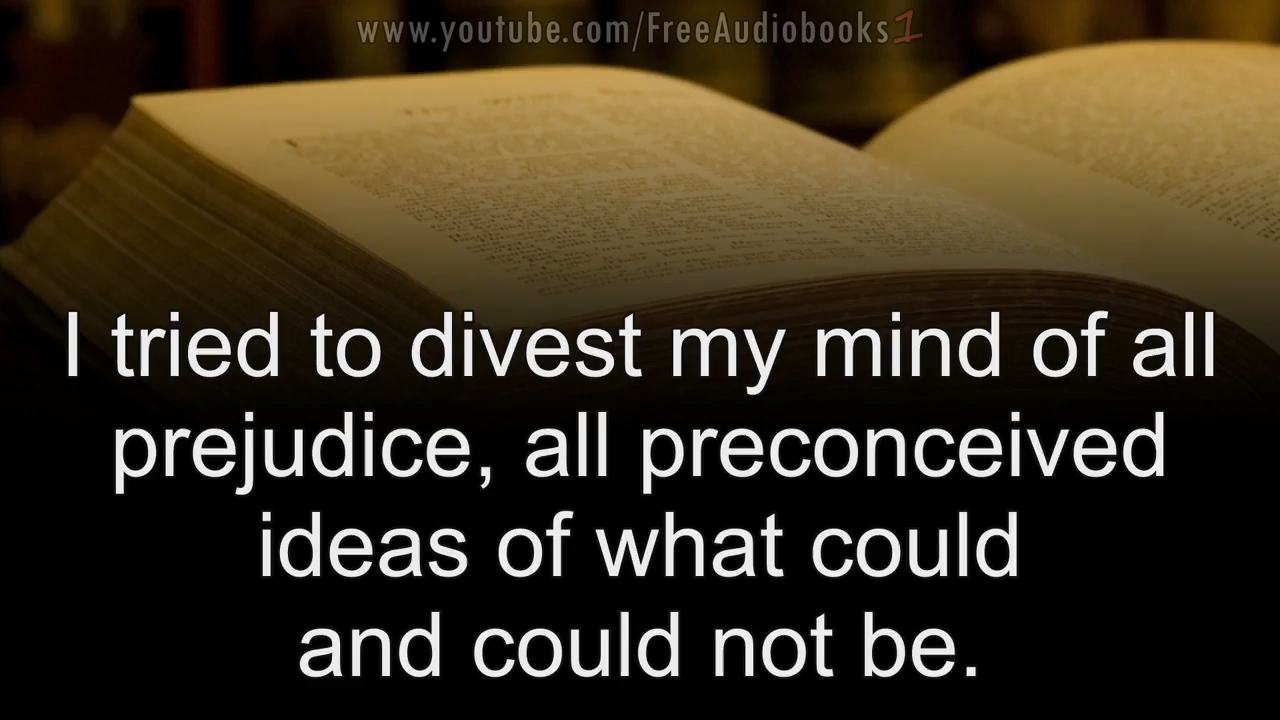 www.youtube.com/FreeAudiobooks1
I tried to divest my mind of all
prejudice, all preconceived
ideas of what could
and could not be.